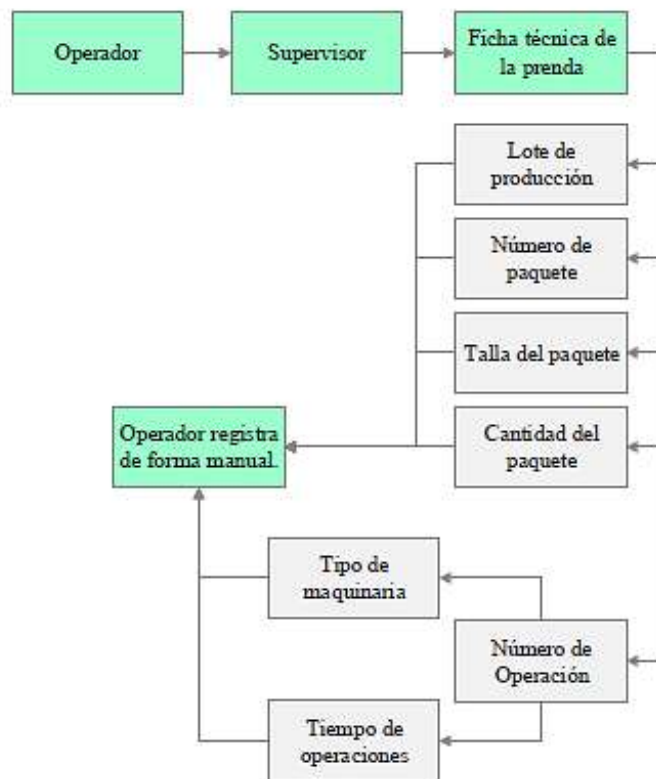 Operador
Supervisor
Ficha técnica de
la prenda
Lote de
producción
Número de
paquete
Talla del paquete
Operador registra
de forma manual.
Cantidad del
paquete
Tipo de
maquinaria
Número de
Operación
Tiempo de
operaciones